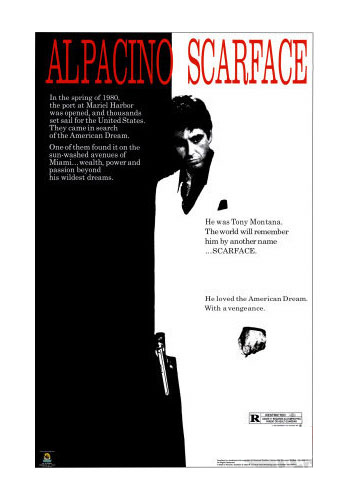 AL PACINO SCARFACE
In the spring of 1980,
the port at Mariel Harbor
was opened, and thousands
set sail for the United States.
They came in search
of the American Dream.
One of them found it on the
sun-washed avenues of
Miami...wealth, power and
passion beyond
his wildest dreams.
He was Tony Montana.
The world will remember
him by another name
...SCARFACE.
He loved the American Dream.
With a vengeance.
R
RESTRICTED